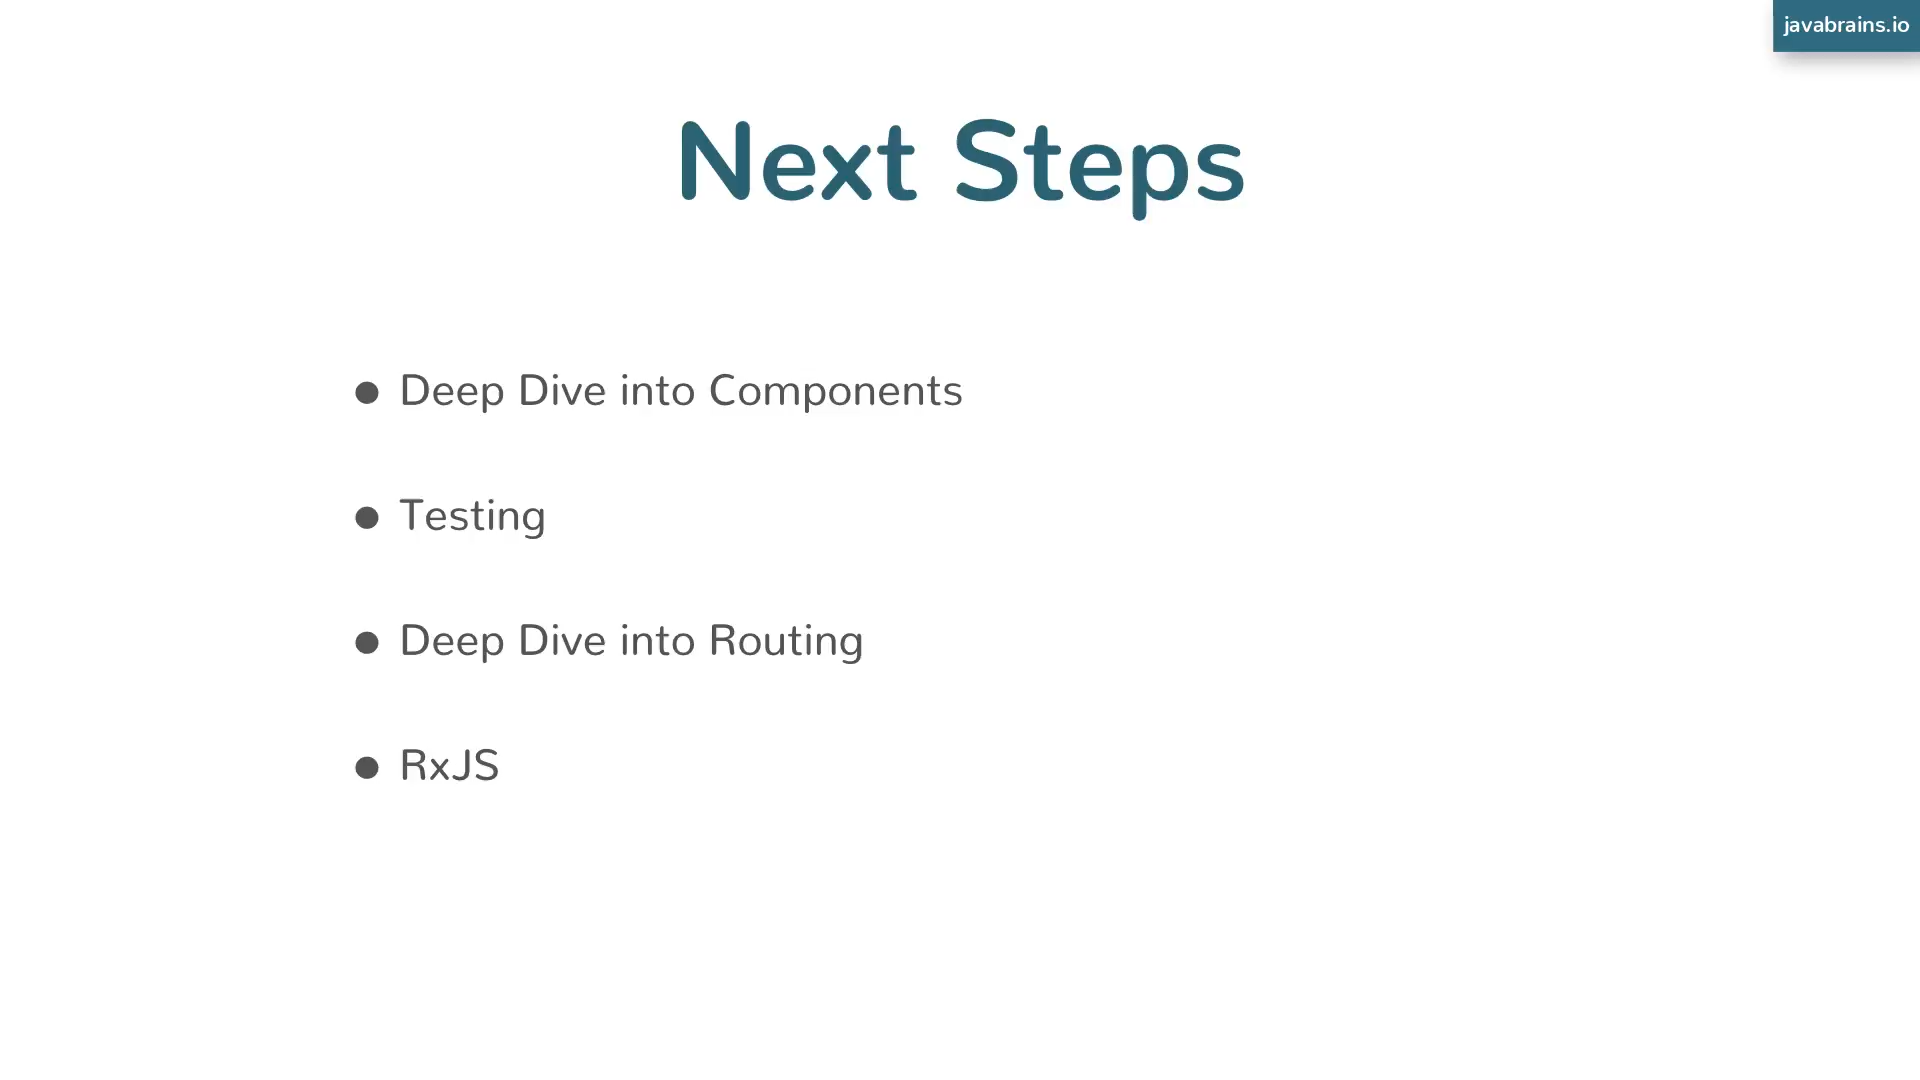 javabrains.io
Next Steps
● Deep Dive into Components
● Testing
● Deep Dive into Routing
● RxJS